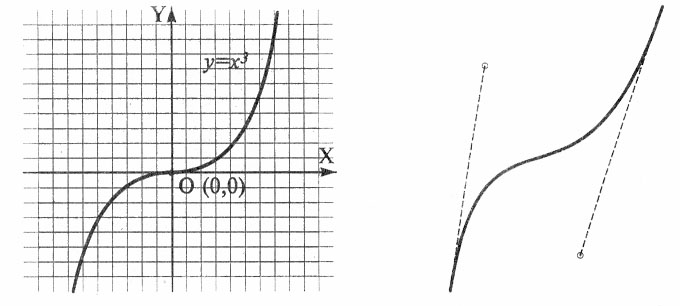 Y
y=x³
X
O (0,0)